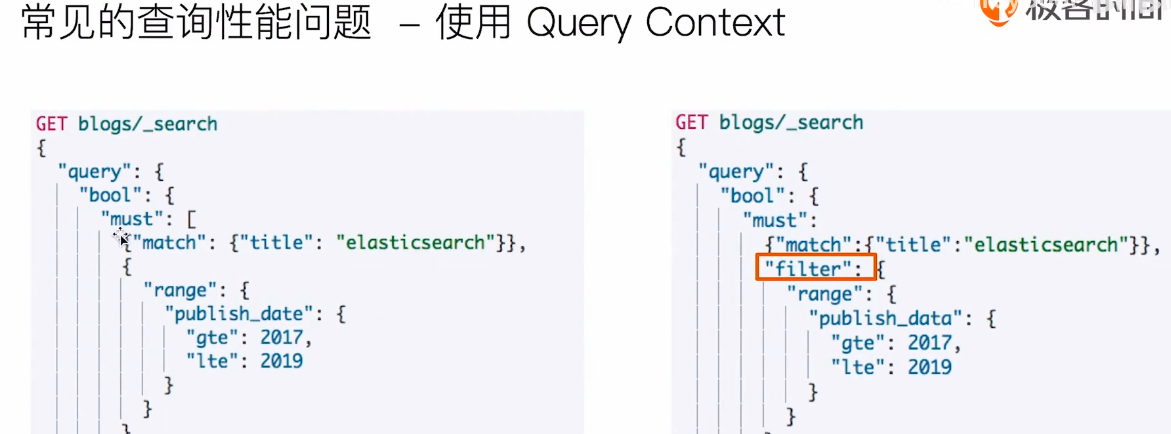 常见的查询性能问题 – 使用 Query Context
极客时间
GET blogs/_search
{
"query": {
"bool": {
"must": [
{"match": {"title": "elasticsearch"}},
{
"range": {
"publish_date": {
"gte": 2017,
"lte": 2019
}
}
}
GET blogs/_search
{
"query": {
"bool": {
"must":
{"match":{"title":"elasticsearch"}},
"filter": {
"range": {
"publish_data": {
"gte": 2017,
"lte": 2019
}
}